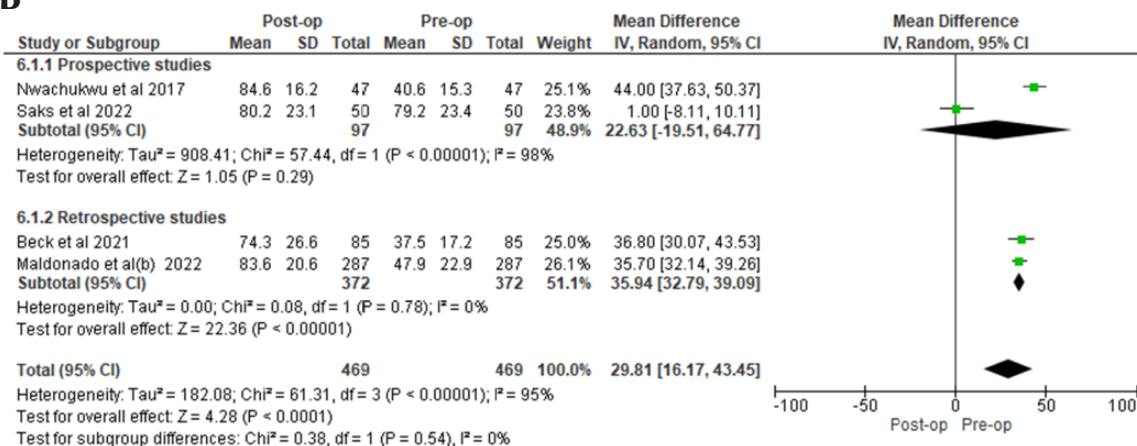 B
Post-op Pre-op Mean Difference Mean Difference
Study or Subgroup Mean SD Total Mean SD Total Weight IV, Random, 95% CI IV, Random, 95% CI
6.1.1 Prospective studies
Nwachukwu et al 2017 84.6 16.2 47 40.6 15.3 47 25.1% 44.00 [37.63, 50.37]
Saks et al 2022 80.2 23.1 50 79.2 23.4 50 23.8% 1.00 [-8.11, 10.11]
Subtotal (95% CI) 97 97 48.9% 22.63 [-19.51, 64.77]
Heterogeneity: Tau² = 908.41; Chi² = 57.44, df = 1 (P < 0.00001); I² = 98%
Test for overall effect: Z = 1.05 (P = 0.29)
6.1.2 Retrospective studies
Beck et al 2021 74.3 26.6 85 37.5 17.2 85 25.0% 36.80 [30.07, 43.53]
Maldonado et al(b) 2022 83.6 20.6 287 47.9 22.9 287 26.1% 35.70 [32.14, 39.26]
Subtotal (95% CI) 372 372 51.1% 35.94 [32.79, 39.09]
Heterogeneity: Tau² = 0.00; Chi² = 0.08, df = 1 (P = 0.78); I² = 0%
Test for overall effect: Z = 22.36 (P < 0.00001)
Total (95% CI) 469 469 100.0% 29.81 [16.17, 43.45]
Heterogeneity: Tau² = 182.08; Chi² = 61.31, df = 3 (P < 0.00001); I² = 95%
Test for overall effect: Z = 4.28 (P < 0.0001)
Test for subgroup differences: Chi² = 0.38, df = 1 (P = 0.54), I² = 0%
-100 -50 0 50 100
Post-op Pre-op